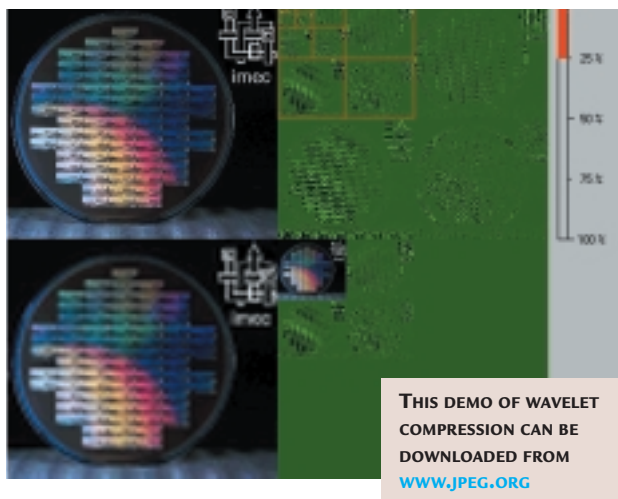 imec
25 %
50 %
75 %
100 %
imec
THIS DEMO OF WAVELET
COMPRESSION CAN BE
DOWNLOADED FROM
WWW.JPEG.ORG